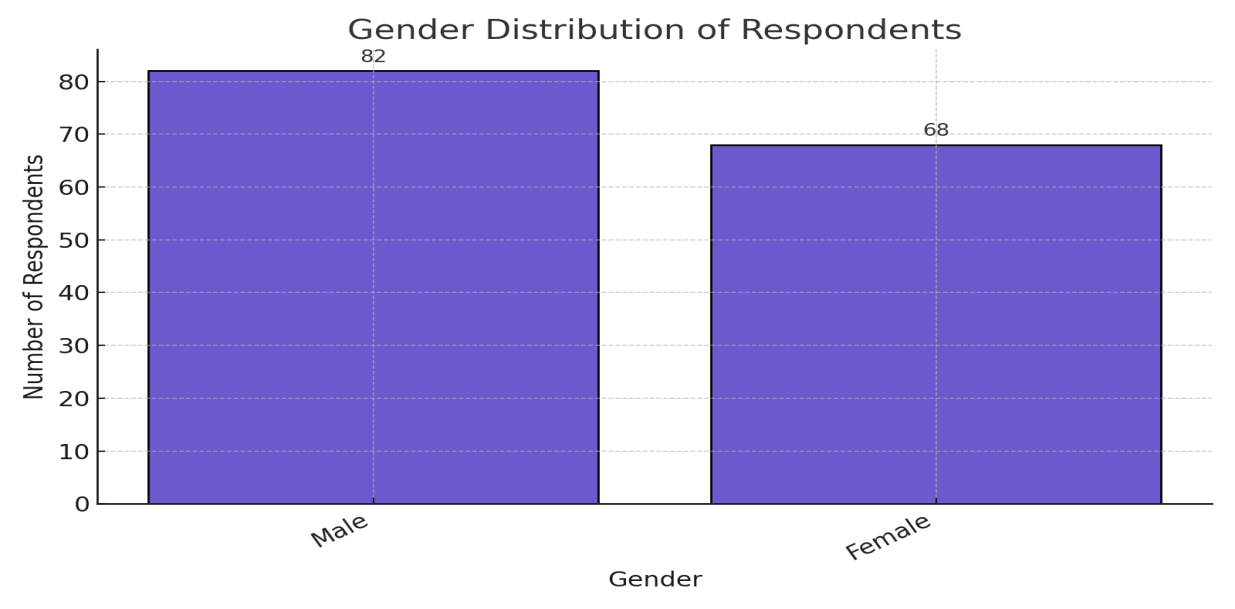 Gender Distribution of Respondents
82
68
80
70
60
50
40
30
20
10
0
Number of Respondents
Male
Female
Gender